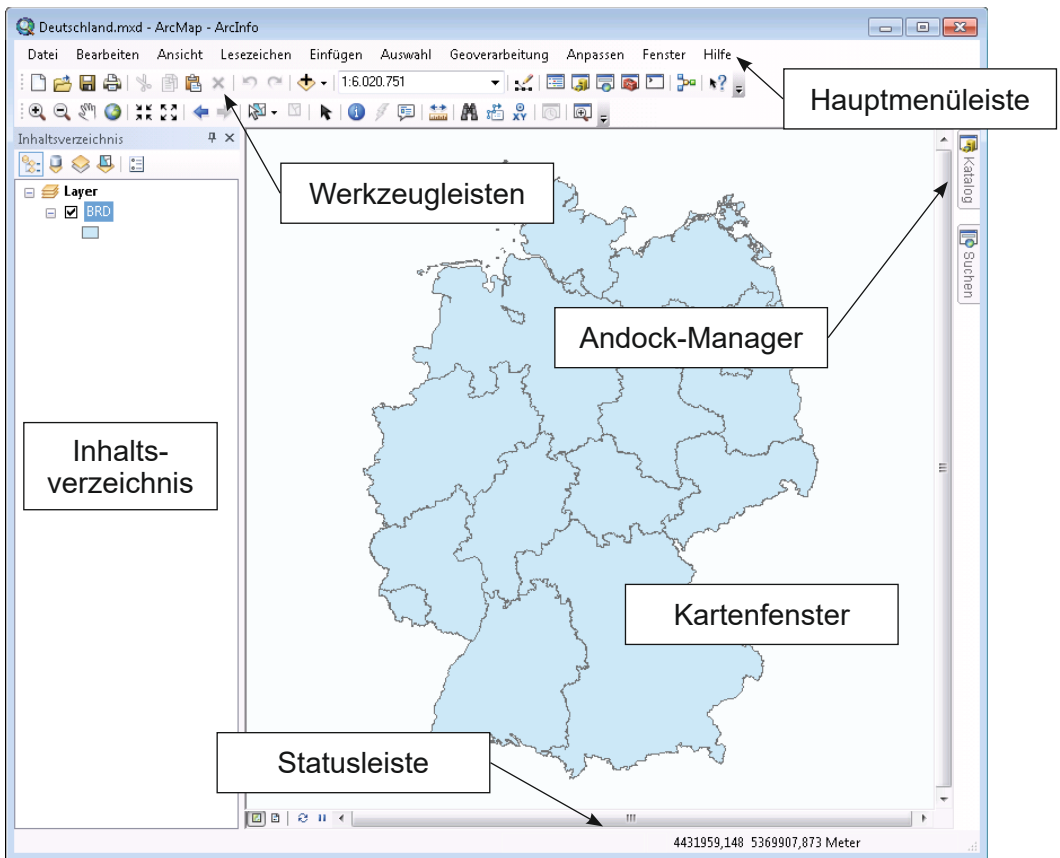 Deutschland.mxd - ArcMap - ArcInfo
Datei Bearbeiten Ansicht Lesezeichen Einfügen Auswahl Geoverarbeitung Anpassen Fenster Hilfe
1:6.020.751
Hauptmenüleiste
Inhaltsverzeichnis
Werkzeugleisten
Layer
BRD
Katalog
Suchen
Andock-Manager
Inhalts-
verzeichnis
Kartenfenster
Statusleiste
4431959,148 5369907,873 Meter